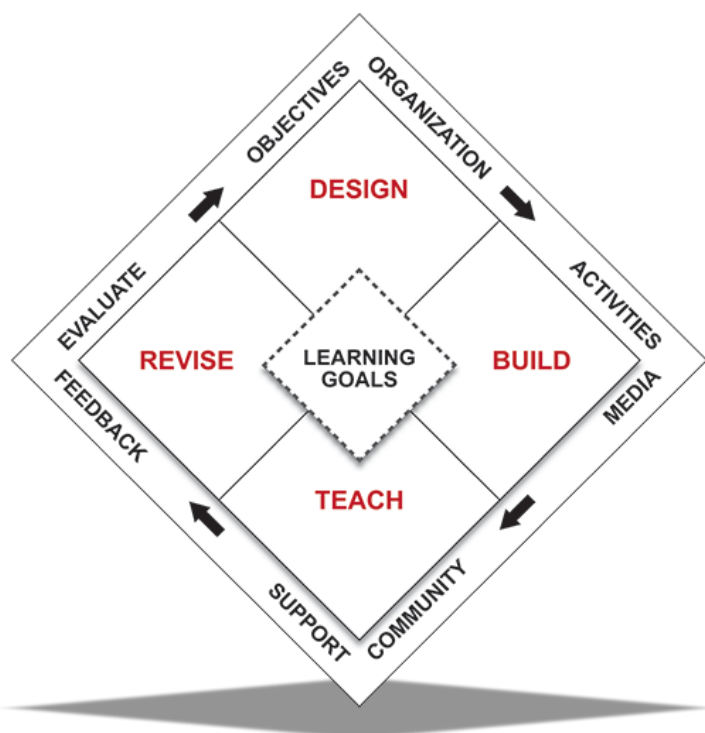 OBJECTIVES
ORGANIZATION
DESIGN
EVALUATE
ACTIVITIES
REVISE
LEARNING
GOALS
BUILD
FEEDBACK
MEDIA
TEACH
SUPPORT
COMMUNITY